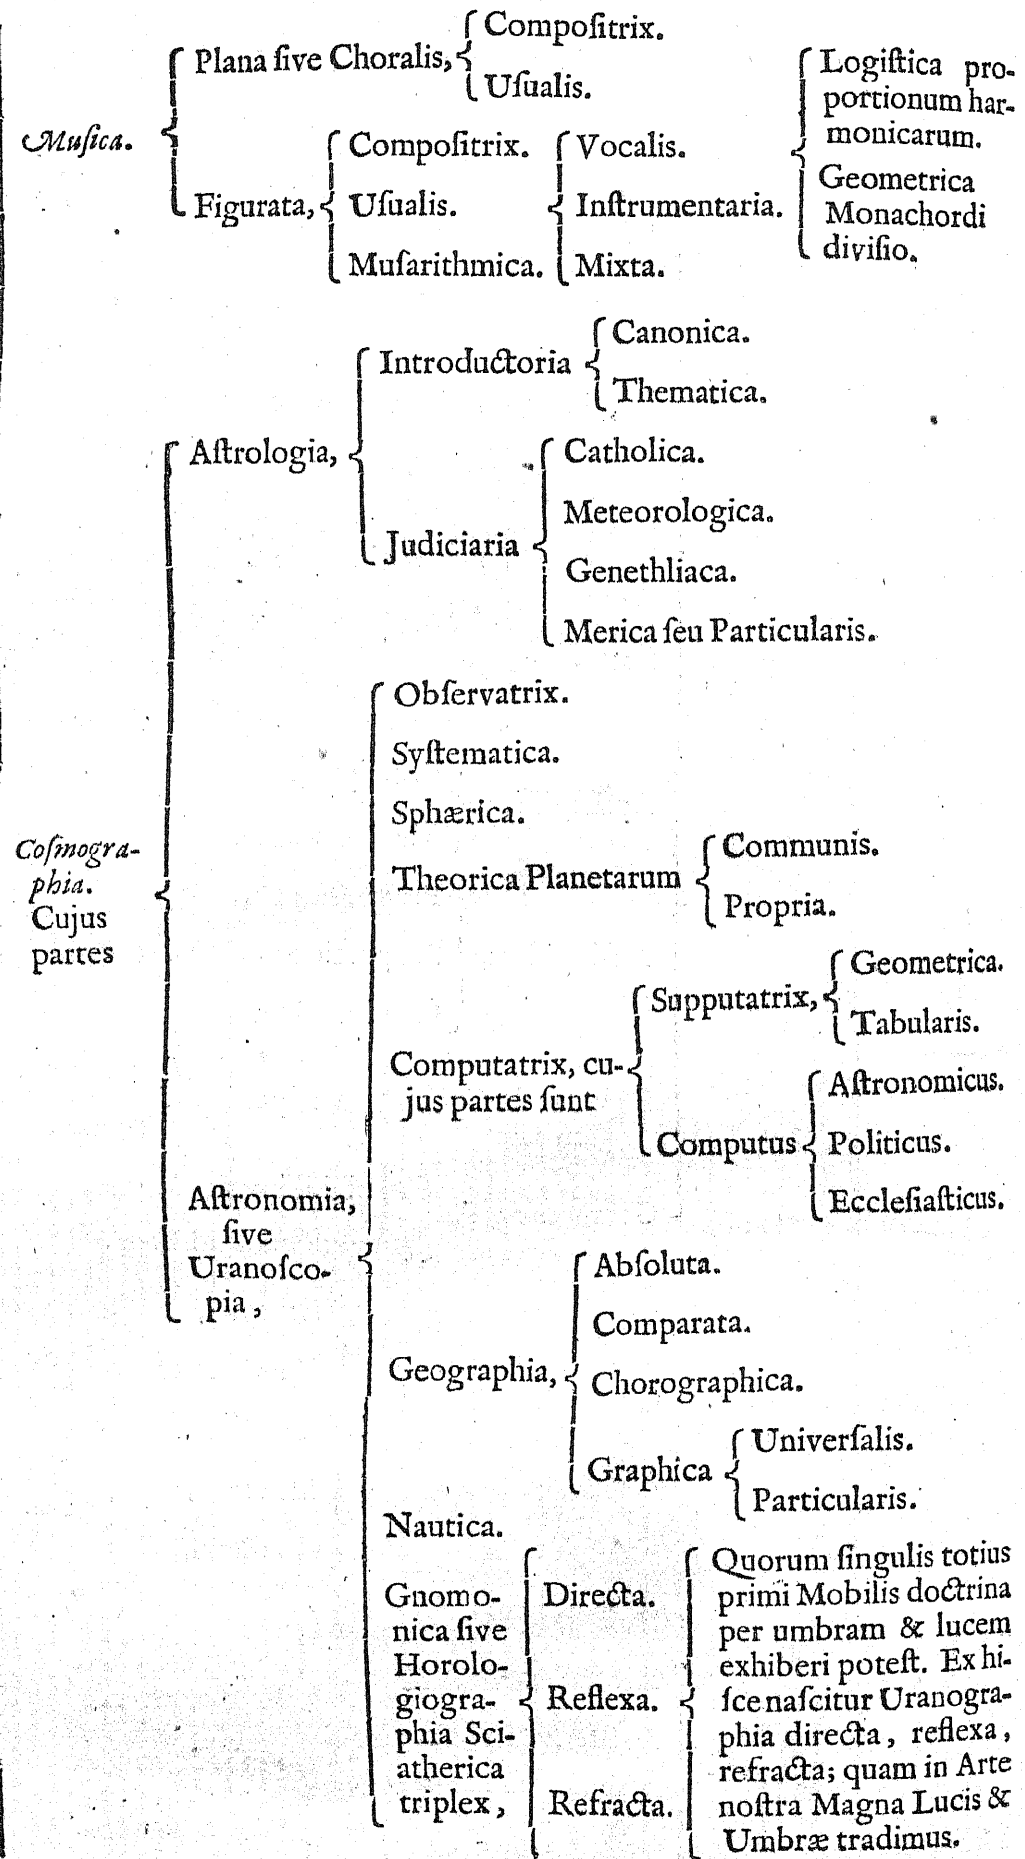 Plana ſive Choralis,
Compoſitrix.
Uſualis.
Muſica.
Figurata,
Compoſitrix.
Uſualis.
Muſarithmica.
Vocalis.
Inſtrumentaria.
Mixta.
Logiſtica pro-
portionum har-
monicarum.
Geometrica
Monachordi
diviſio.
Aſtrologia,
Introductoria
Canonica.
Thematica.
Judiciaria
Catholica.
Meteorologica.
Genethliaca.
Merica ſeu Particularis.
Coſmogra-
phia.
Cujus
partes
Aſtronomia,
ſive
Uranoſco-
pia,
Obſervatrix.
Syſtematica.
Sphærica.
Theorica Planetarum
Communis.
Propria.
Computatrix, cu-
jus partes ſunt
Supputatrix,
Geometrica.
Tabularis.
Computus
Aſtronomicus.
Politicus.
Eccleſiaſticus.
Geographia,
Abſoluta.
Comparata.
Chorographica.
Graphica
Univerſalis.
Particularis.
Nautica.
Gnomo-
nica ſive
Horolo-
giogra-
phia Sci-
atherica
triplex,
Directa.
Reflexa.
Refracta.
Quorum ſingulis totius
primi Mobilis doctrina
per umbram & lucem
exhiberi poteſt. Ex hi-
ſce naſcitur Uranogra-
phia directa, reflexa,
refracta; quam in Arte
noſtra Magna Lucis &
Umbræ tradimus.